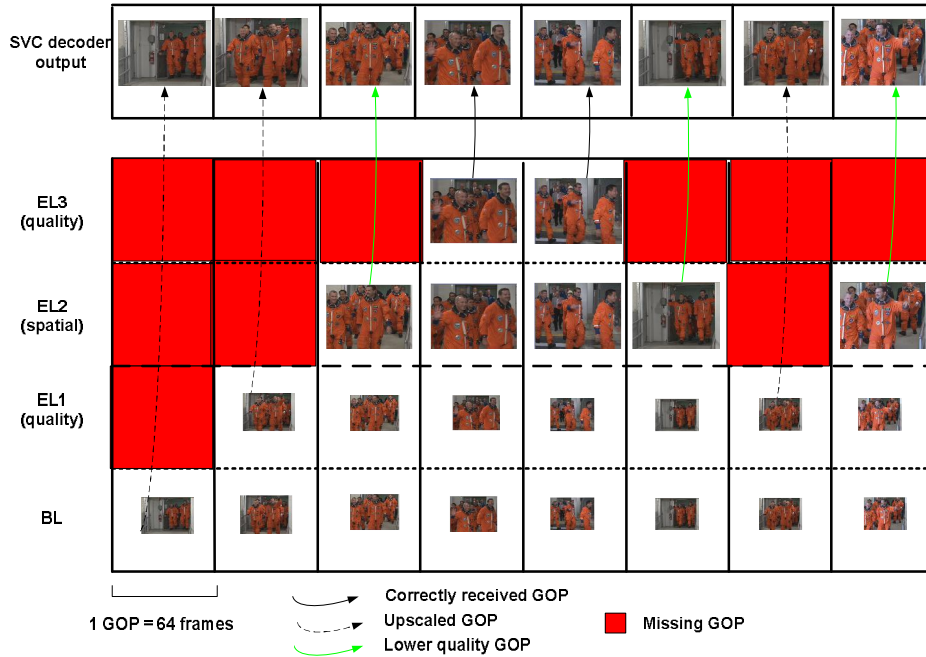 SVC decoder
output
EL3
(quality)
EL2
(spatial)
EL1
(quality)
BL
1 GOP = 64 frames
Correctly received GOP
Upscaled GOP
Lower quality GOP
Missing GOP